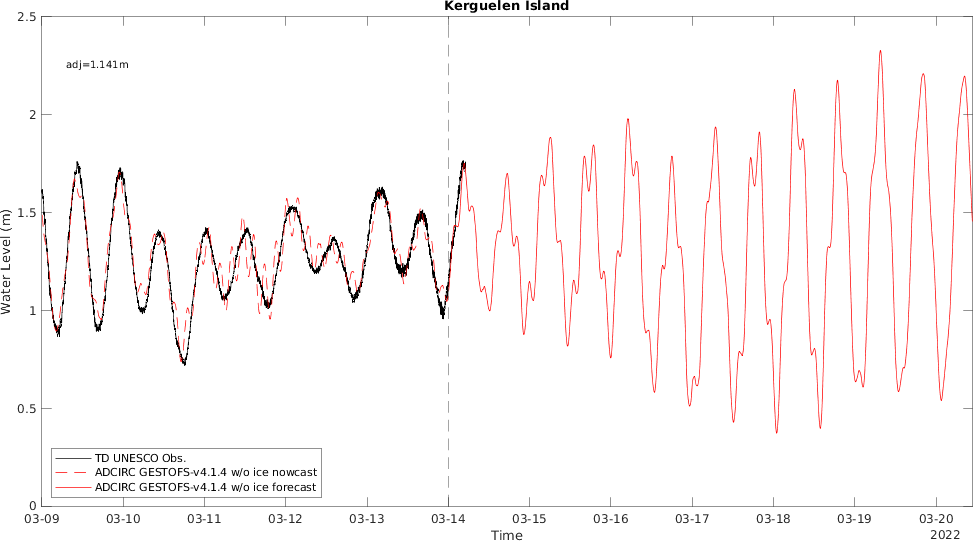 Kerguelen Island
2.5
adj=1.141m
2
1.5
Water Level (m)
1
0.5
TD UNESCO Obs.
ADCIRC GESTOFS-v4.1.4 w/o ice nowcast
ADCIRC GESTOFS-v4.1.4 w/o ice forecast
0
03-09 03-10 03-11 03-12 03-13 03-14 03-15 03-16 03-17 03-18 03-19 03-20
Time 2022